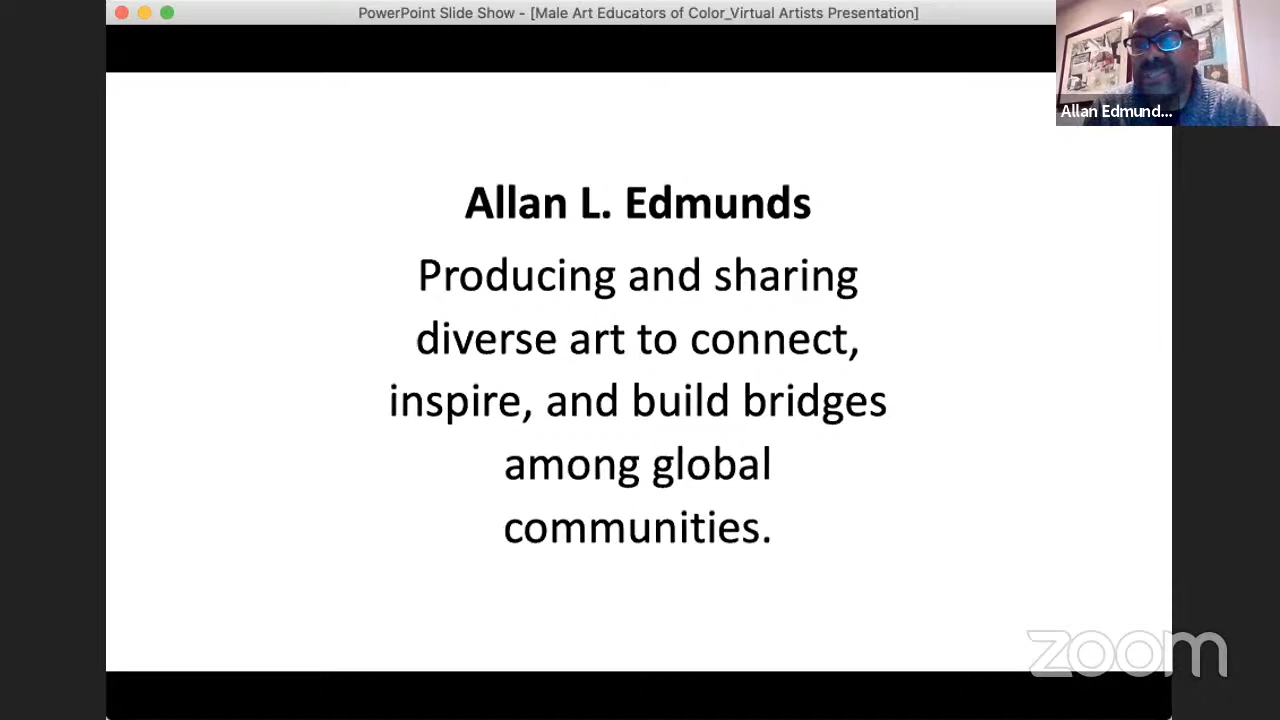 PowerPoint Slide Show - [Male Art Educators of Color_Virtual Artists Presentation]
Allan Edmund...
Allan L. Edmunds
Producing and sharing
diverse art to connect,
inspire, and build bridges
among global
communities.
zoom